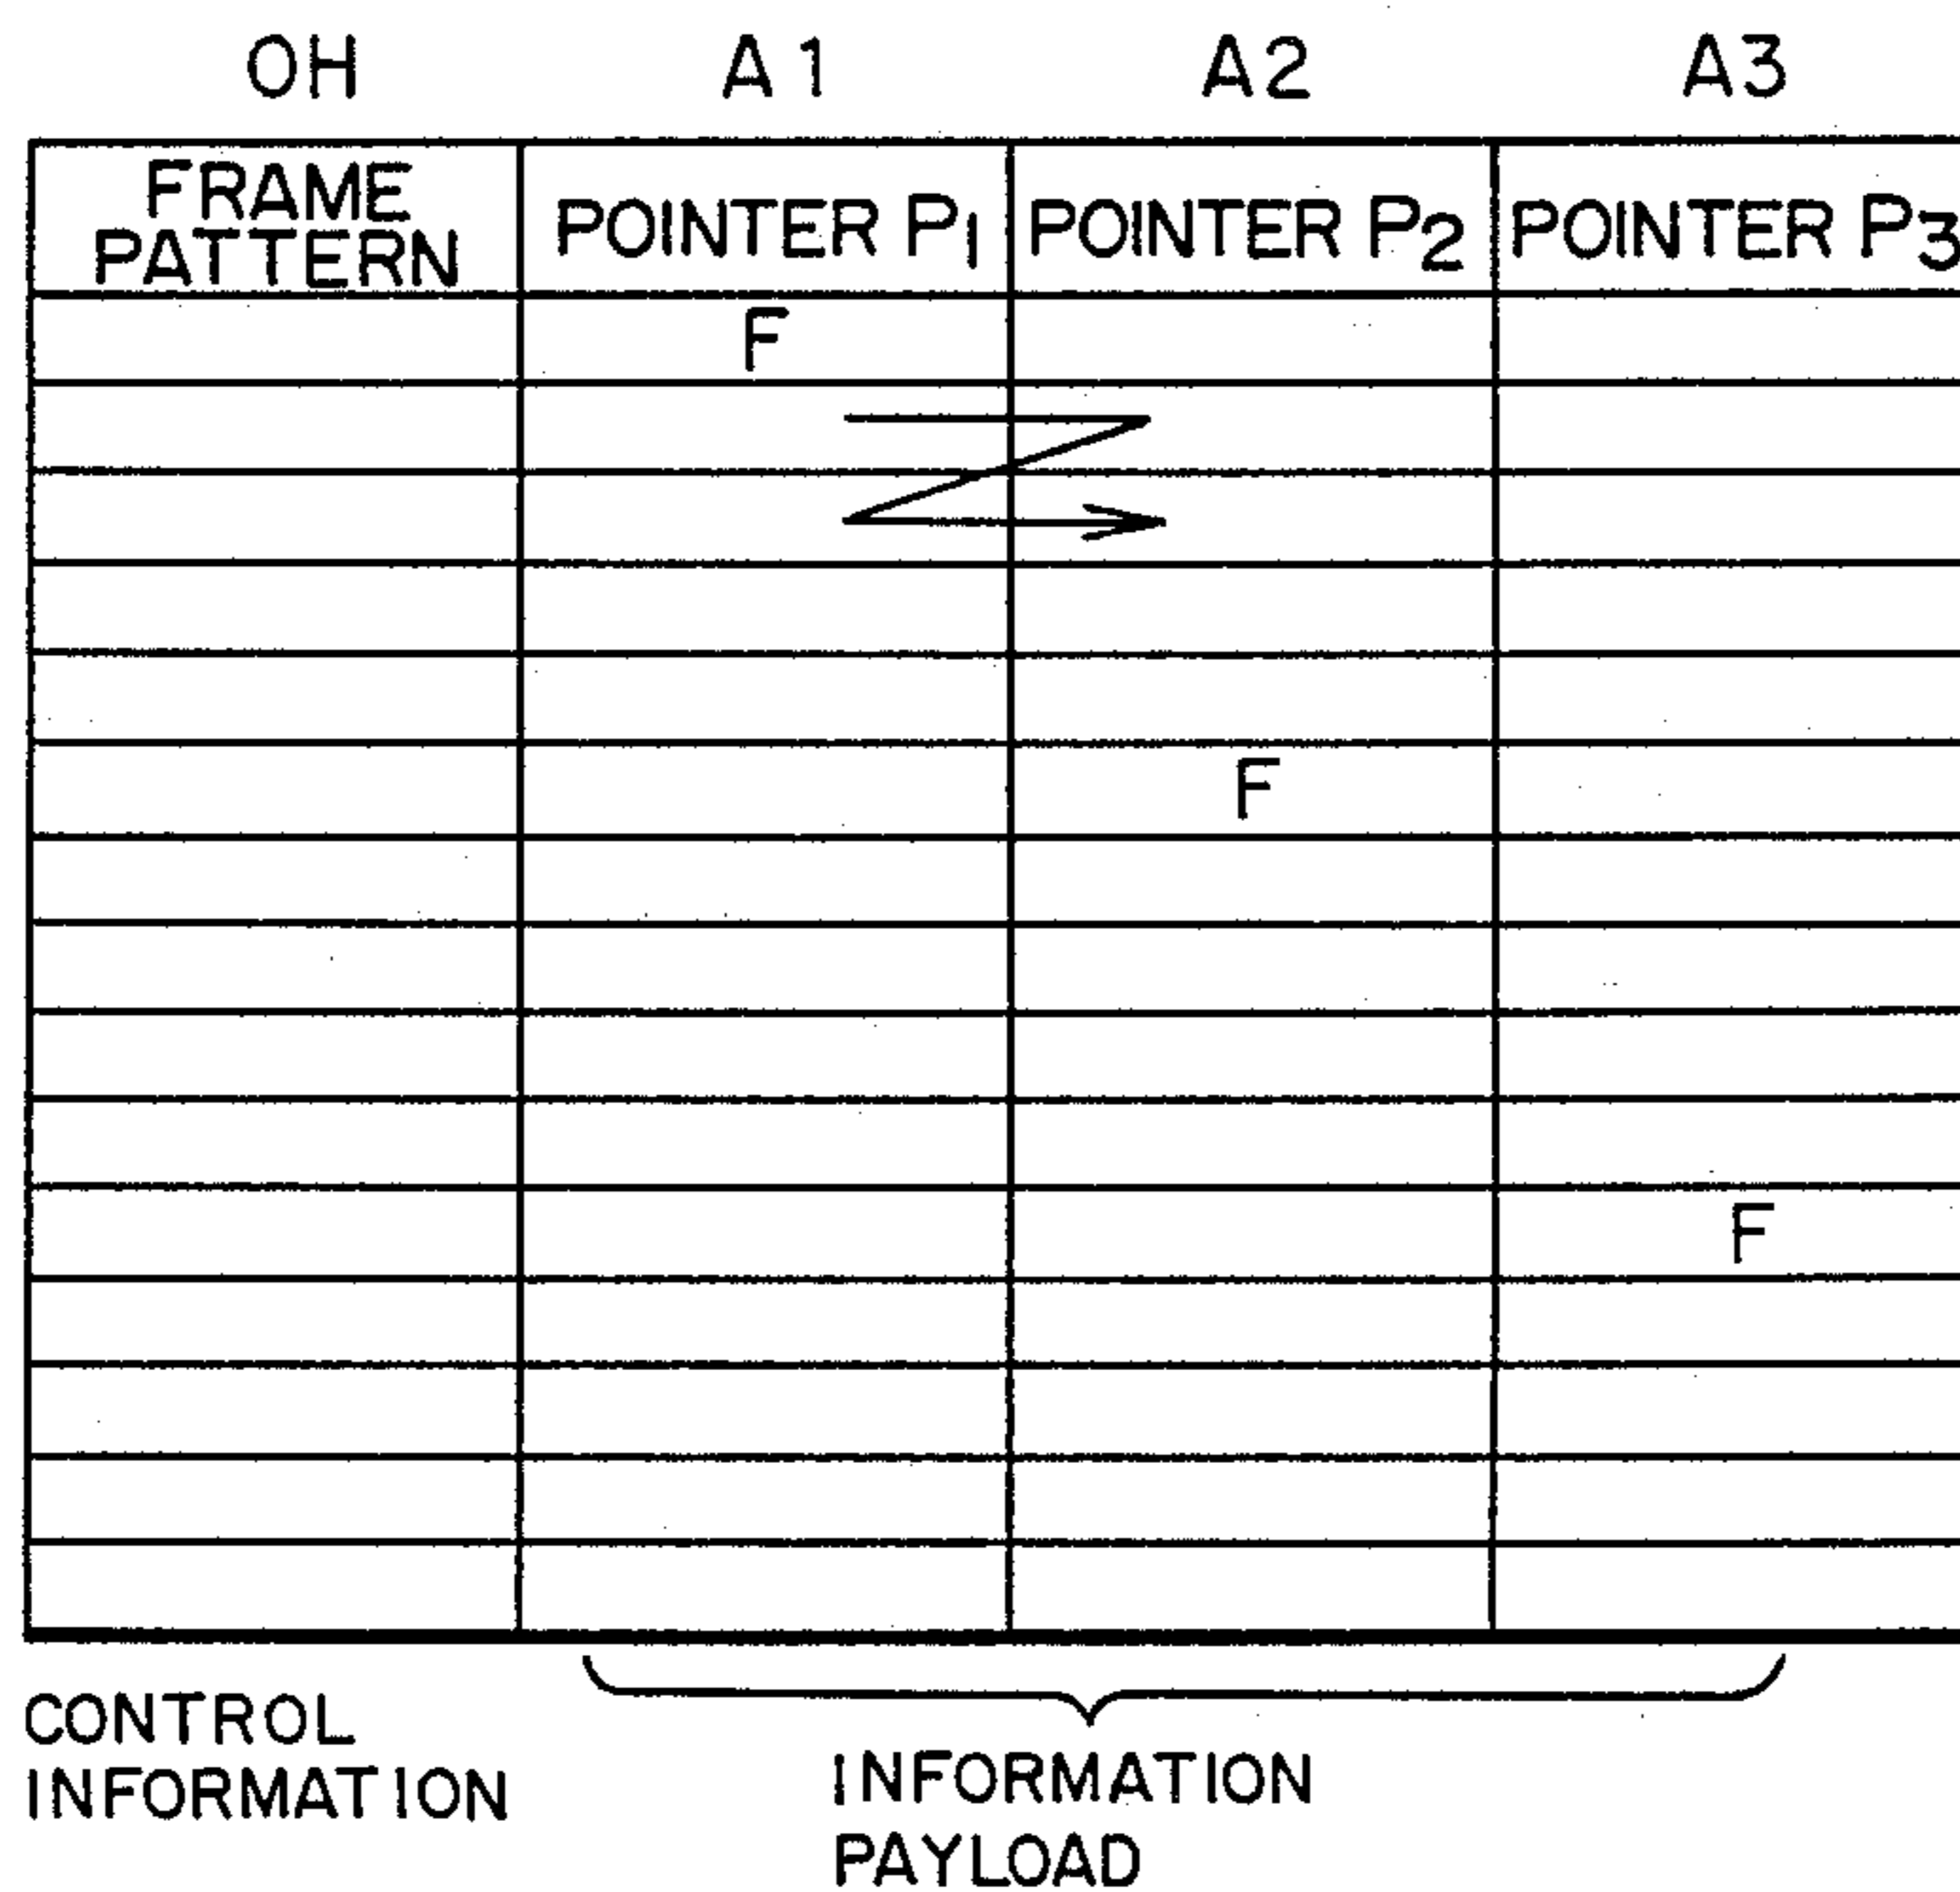 OH A1 A2 A3
FRAME
PATTERN
POINTER P1 POINTER P2 POINTER P3
F
F
F
CONTROL
INFORMATION
INFORMATION
PAYLOAD